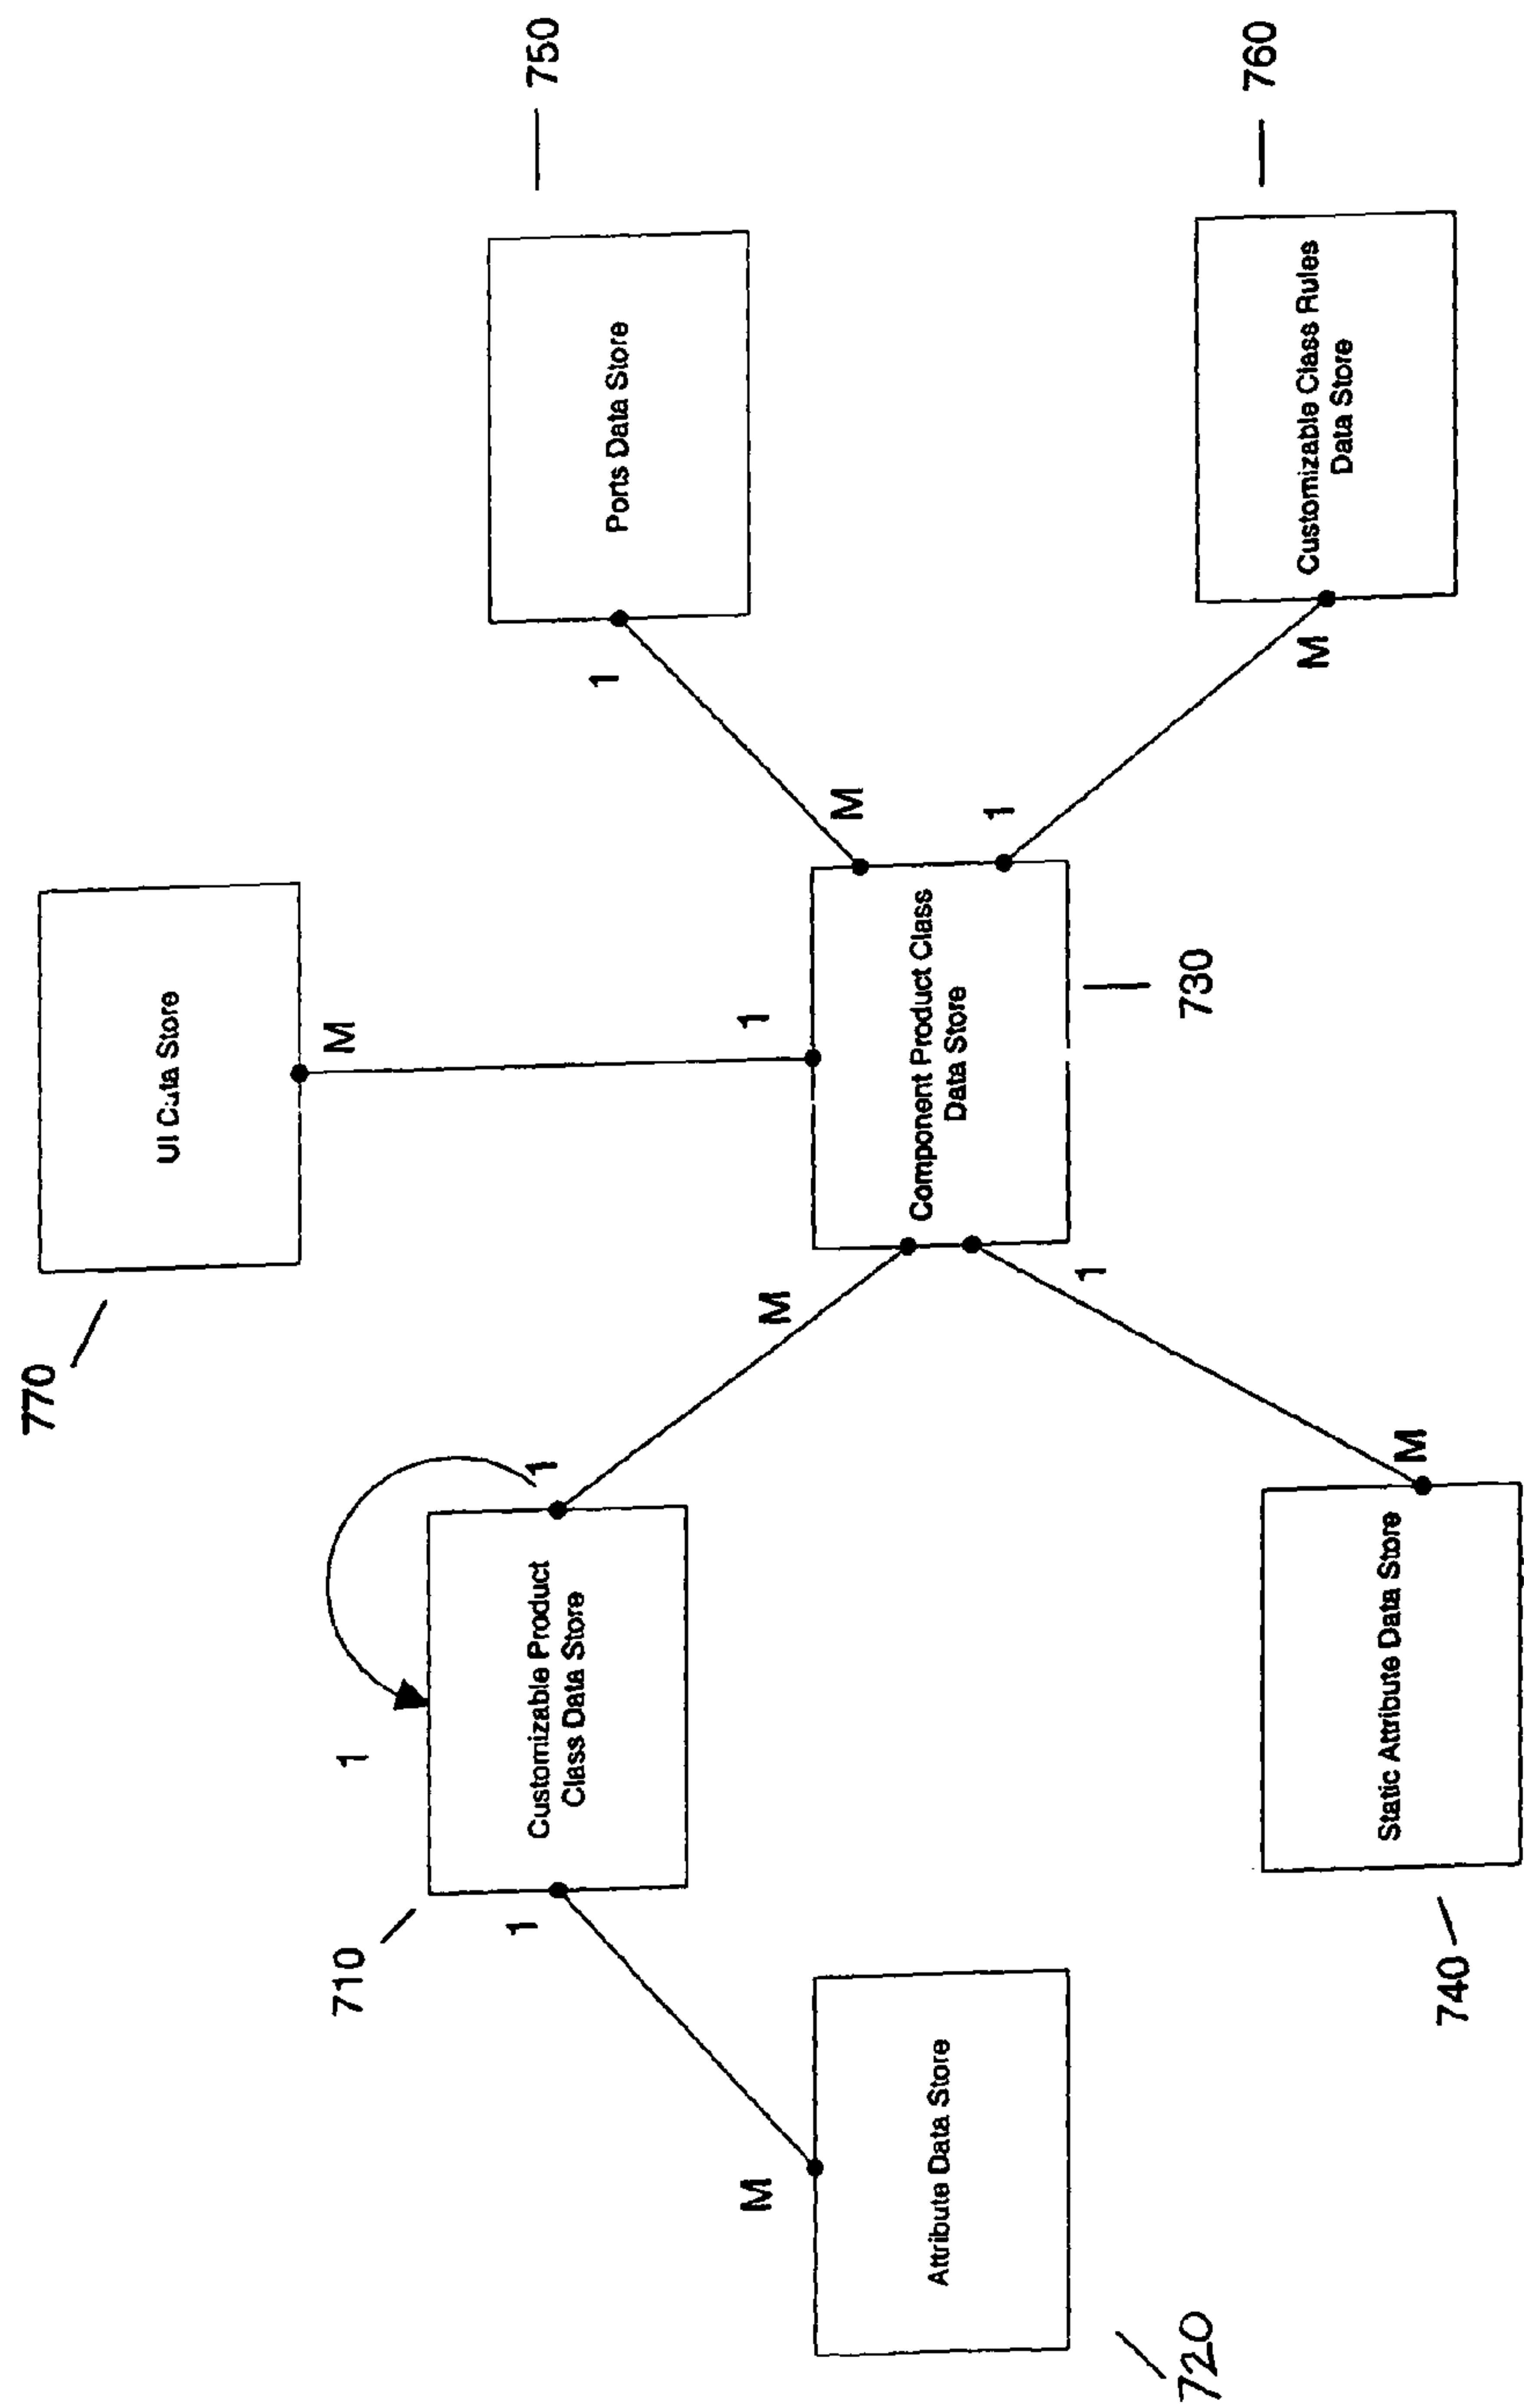 770
UI Data Store
M
710
1
1
Customizable Product
Class Data Store
1
750
1
Ports Data Store
M
M
1
M
Attribute Data Store
Component Product Class
Data Store
1
1
720
730
760
M
Customizable Class Rules
Data Store
Static Attribute Data Store
M
740